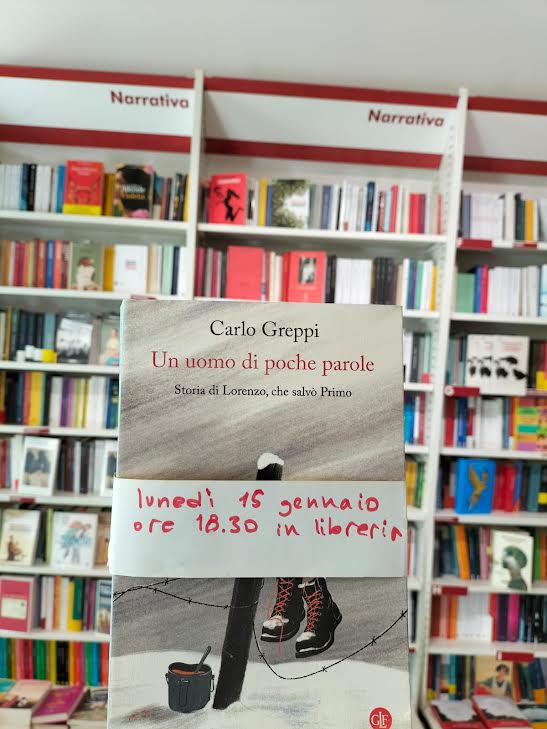 Narrativa
Narrativa
Carlo Greppi
Un uomo di poche parole
Storia di Lorenzo, che salvò Primo
lunedì 15 gennaio
ore 18.30 in libreria
GLF